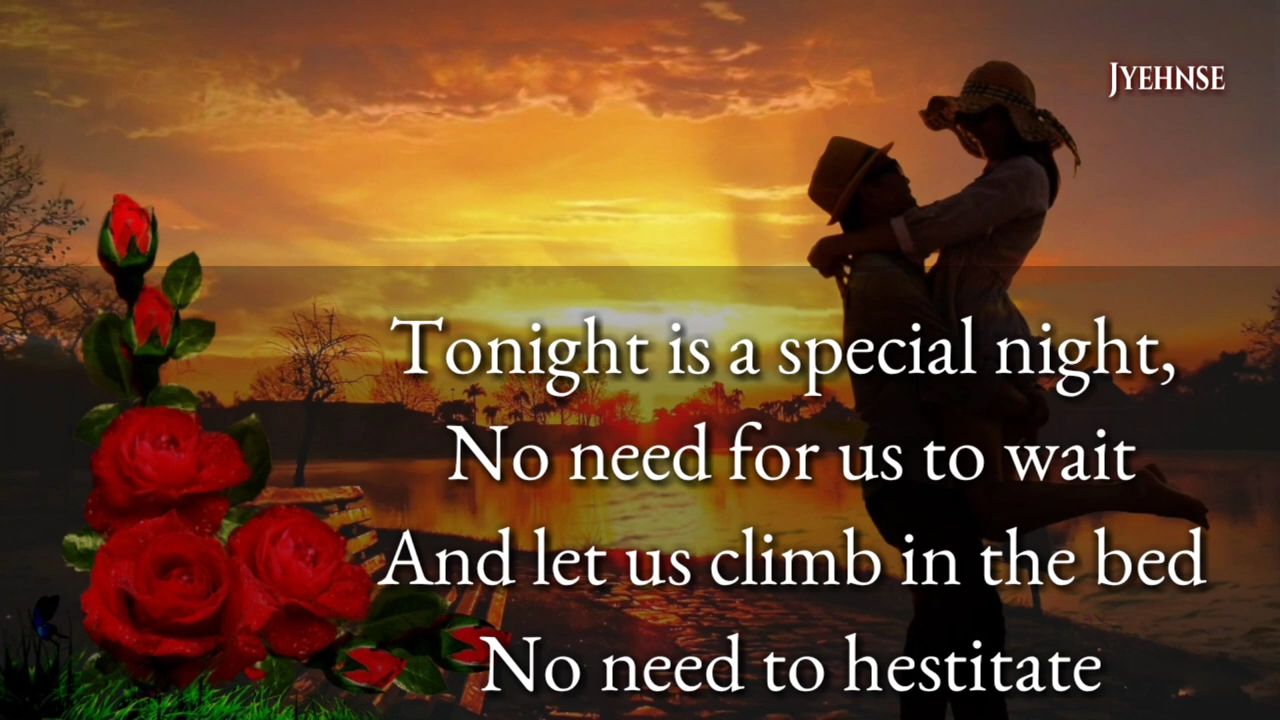 JYEHNSE
Tonight is a special night,
No need for us to wait
And let us climb in the bed
No need to hestitate